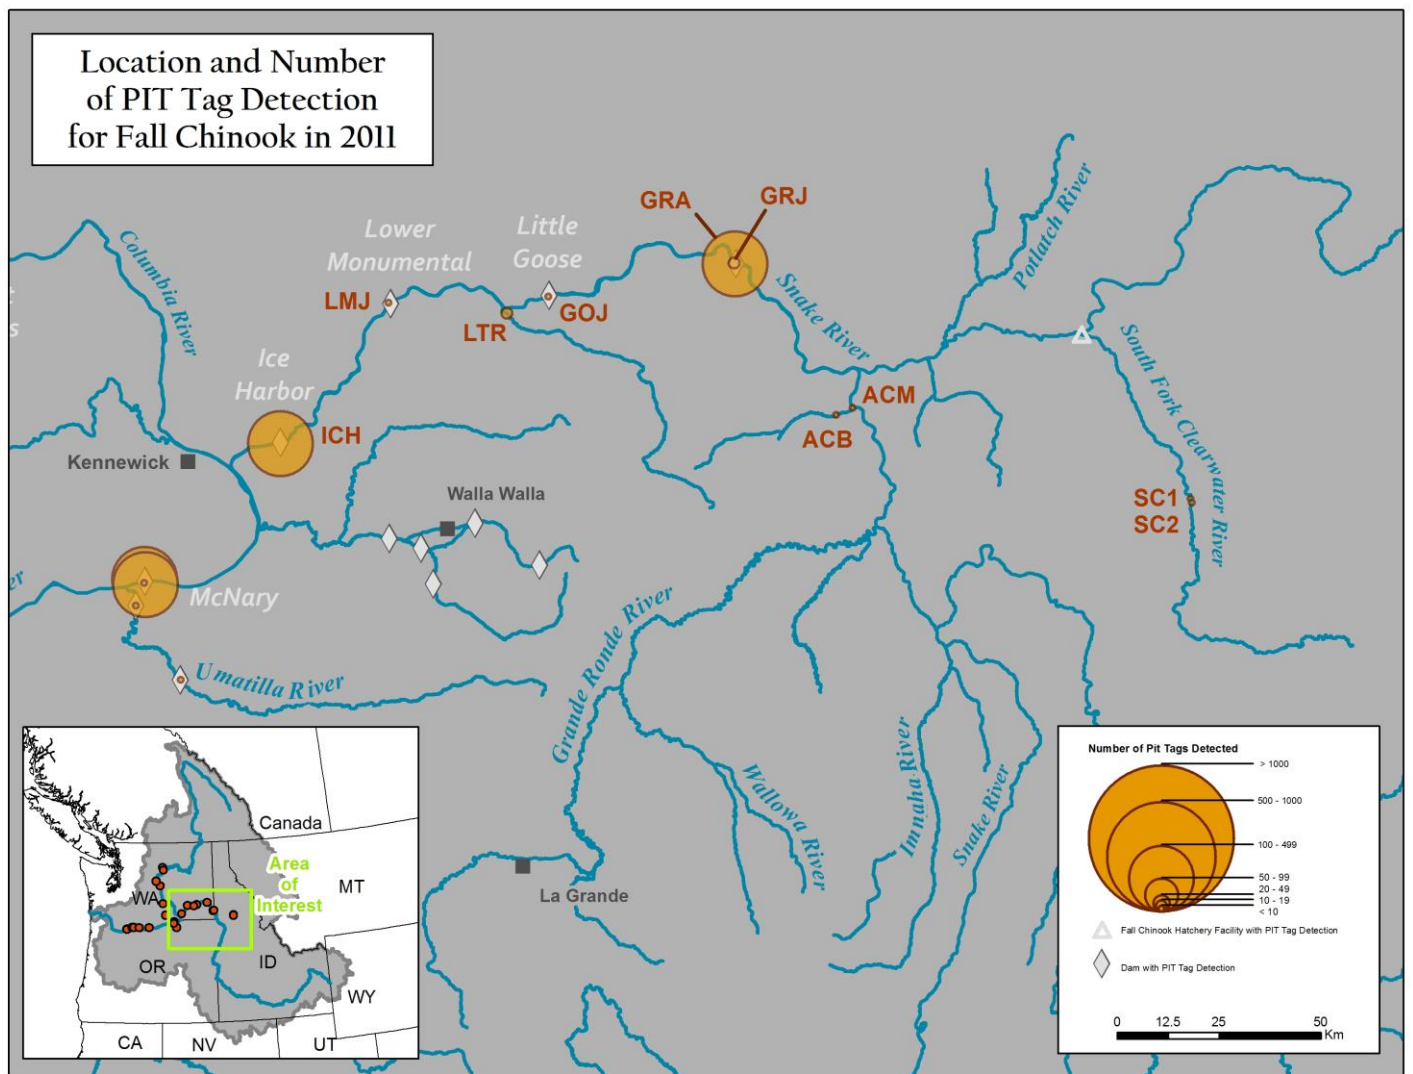 Location and Number
of PIT Tag Detection
for Fall Chinook in 2011
Columbia River
Lower
Monumental
Little
Goose
GRA
GRJ
Potlatch River
LMJ
GOJ
LTR
Snake River
s
Ice
Harbor
ICH
ACM
ACB
South Fork Clearwater River
Kennewick
Walla Walla
SC1
SC2
er
McNary
Umatilla River
Grande Ronde River
Wallowa River
Imnaha River
Snake River
La Grande
Canada
Area
of
Interest
WA
MT
OR
ID
WY
CA
NV
UT
Number of Pit Tags Detected
> 1000
500 - 1000
100 - 499
50 - 99
20 - 49
10 - 19
< 10
Fall Chinook Hatchery Facility with PIT Tag Detection
Dam with PIT Tag Detection
0 12.5 25 50
Km